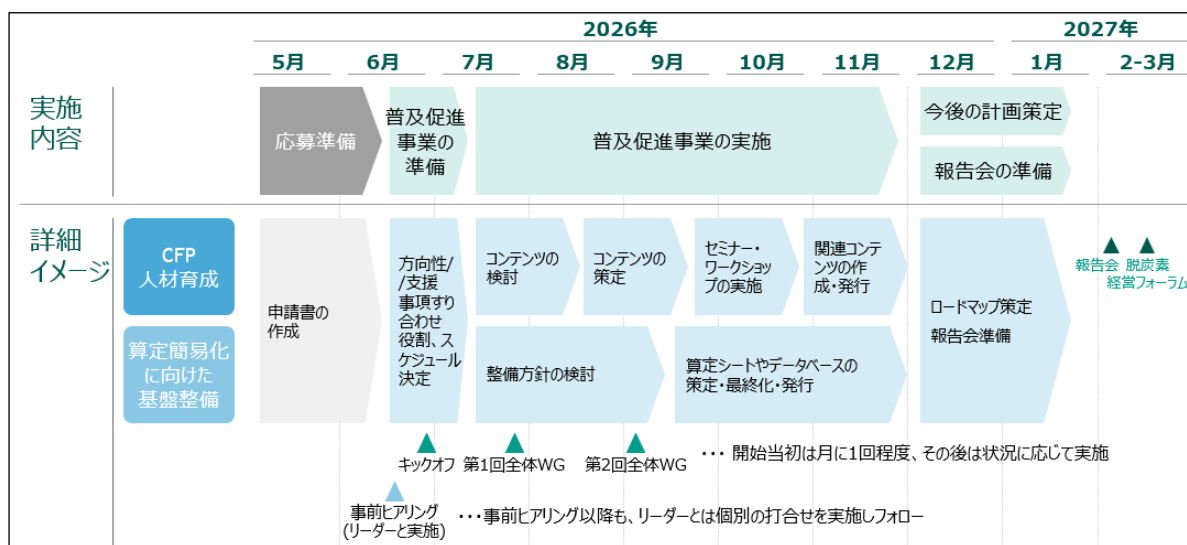 2026年
2027年
5月
6月
7月
8月
9月
10月
11月
12月
1月
2-3月
実施
内容
応募準備
普及促進
事業の
準備
普及促進事業の実施
今後の計画策定
報告会の準備
詳細
イメージ
CFP
人材育成
算定簡易化
に向けた
基盤整備
申請書の
作成
方向性/
/支援
事項すり
合わせ
役割、ス
ケジュール
決定
コンテンツの
検討
コンテンツの
策定
セミナー・
ワークショッ
プの実施
関連コンテ
ンツの作
成・発行
整備方針の検討
算定シートやデータベースの
策定・最終化・発行
ロードマップ策定
報告会準備
報告会
脱炭素
経営フォーラム
キックオフ
第1回全体WG
第2回全体WG
・・・ 開始当初は月に1回程度、その後は状況に応じて実施
事前ヒアリング
(リーダーと実施)
・・・事前ヒアリング以降も、リーダーとは個別の打合せを実施しフォロー